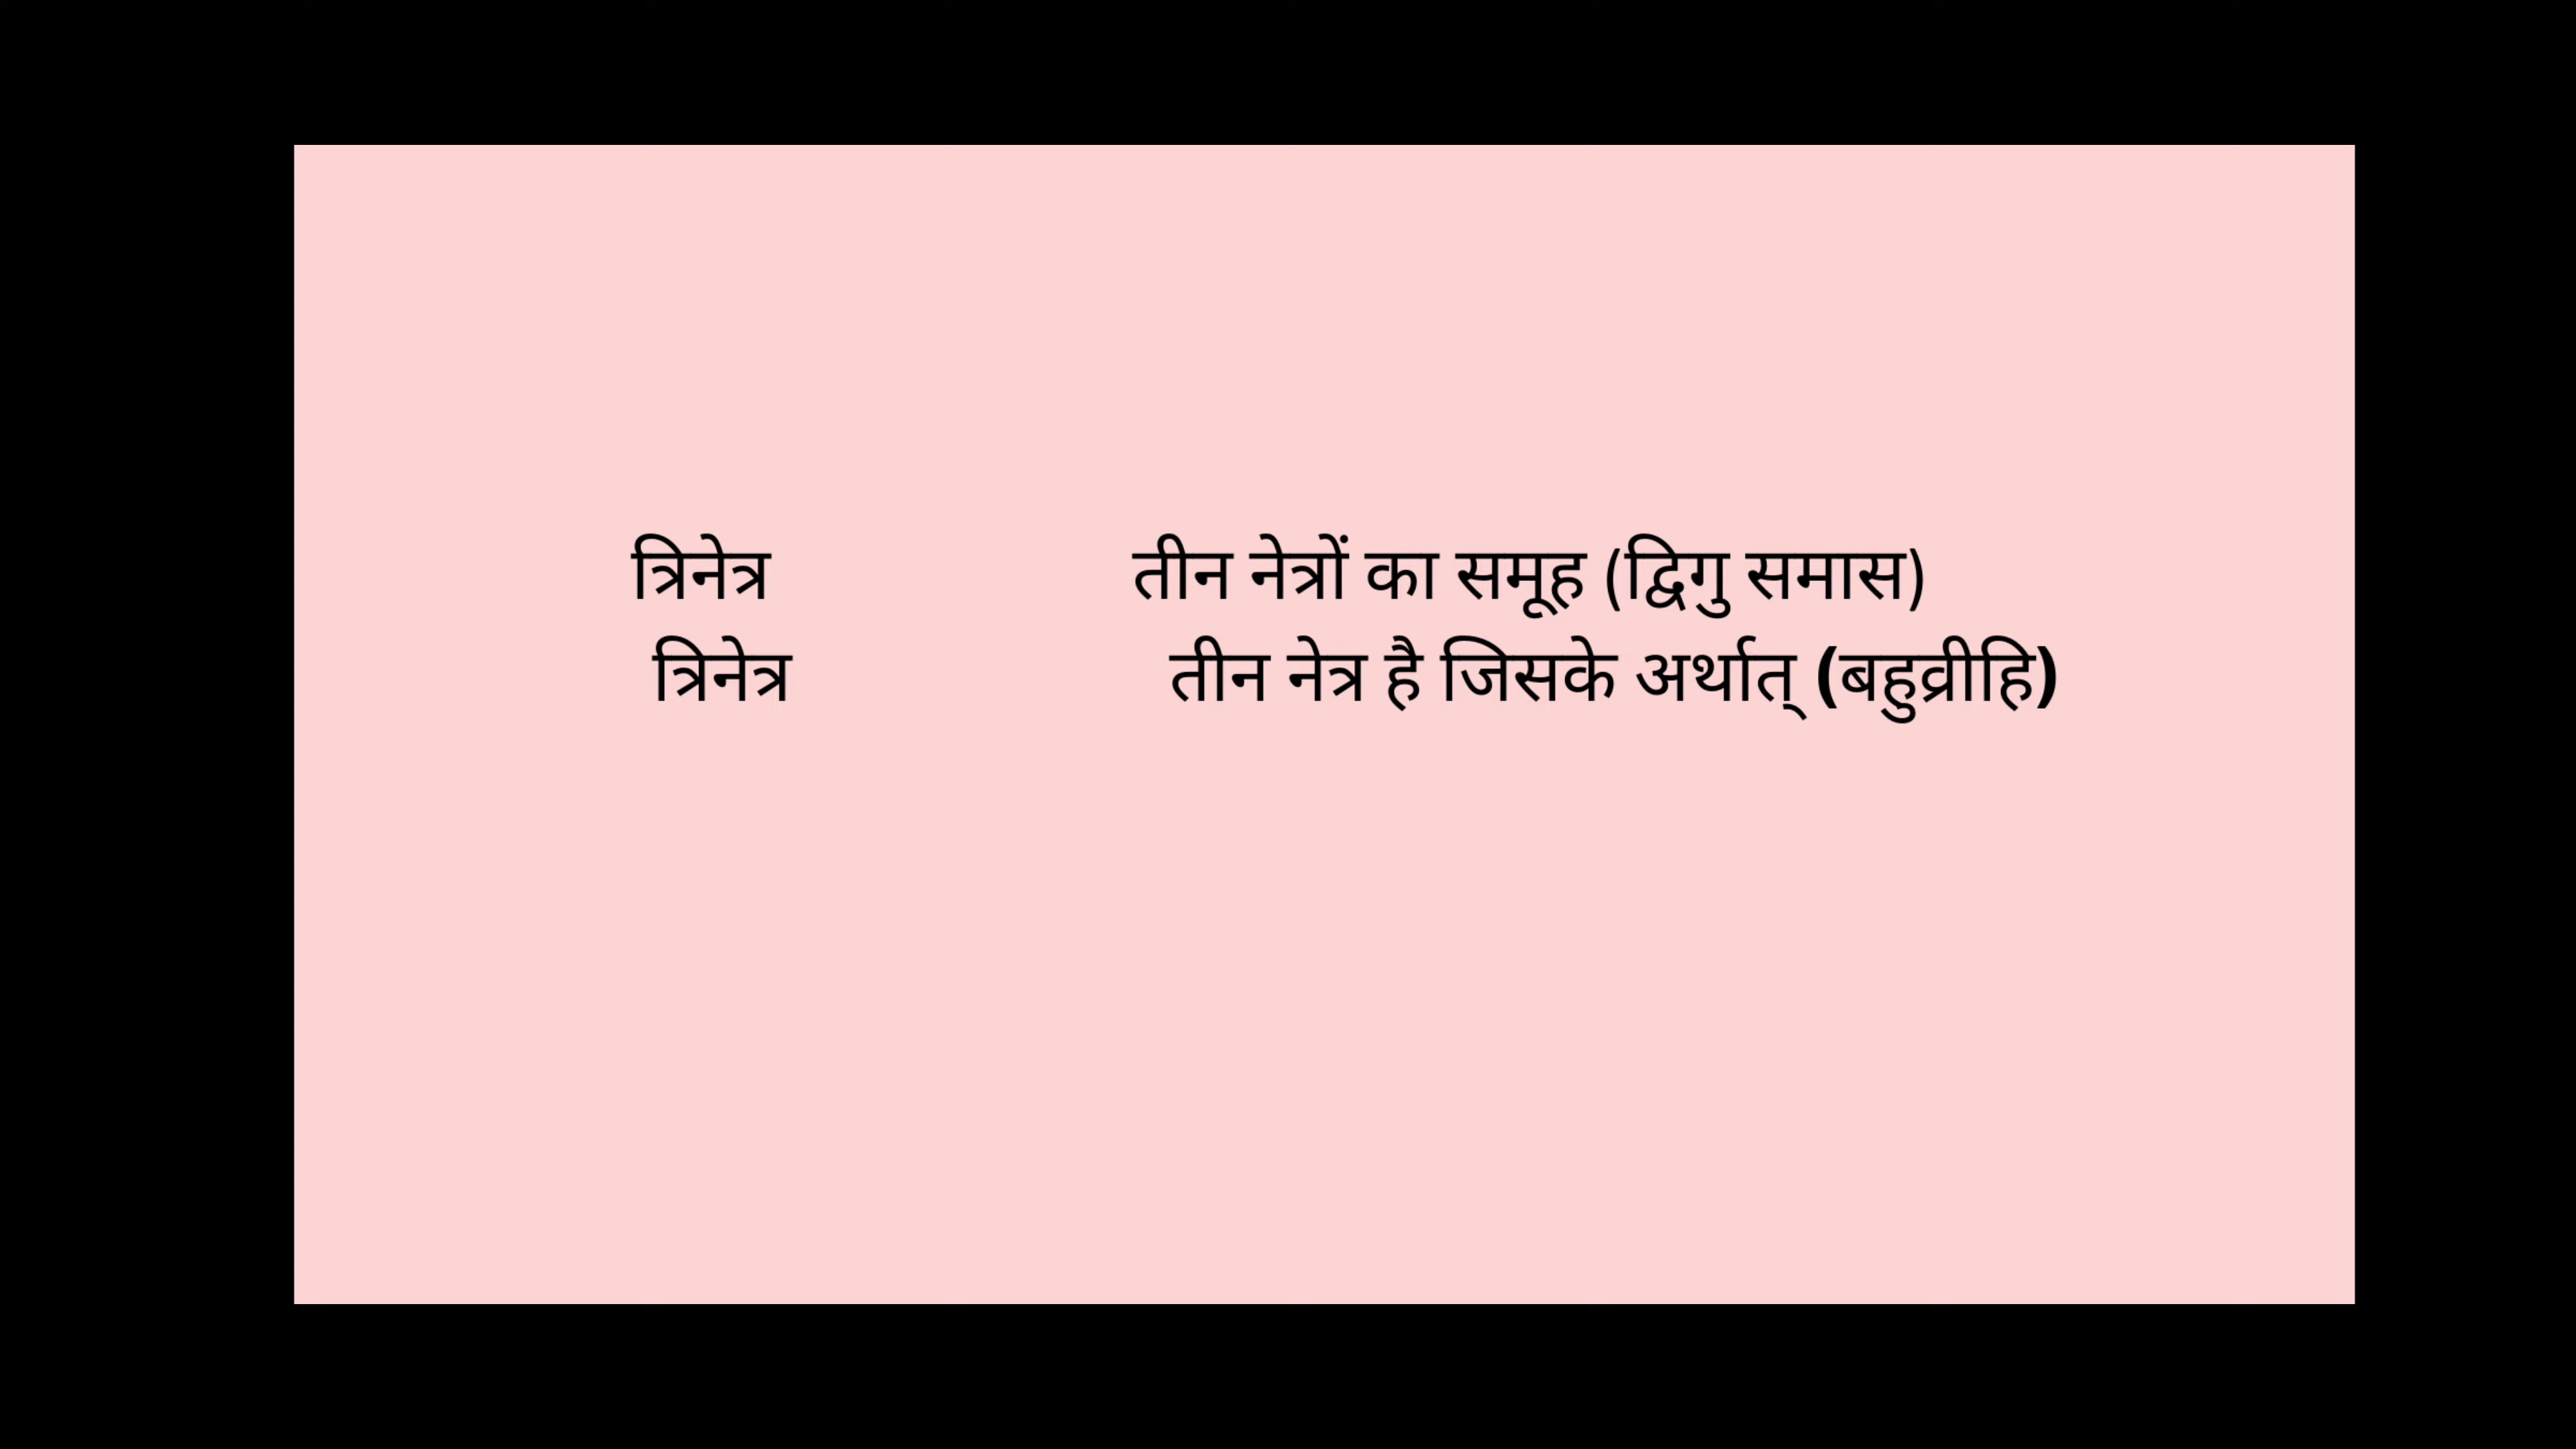 त्रिनेत्र तीन नेत्रों का समूह (द्विगु समास)
त्रिनेत्र तीन नेत्र है जिसके अर्थात् (बहुव्रीहि)